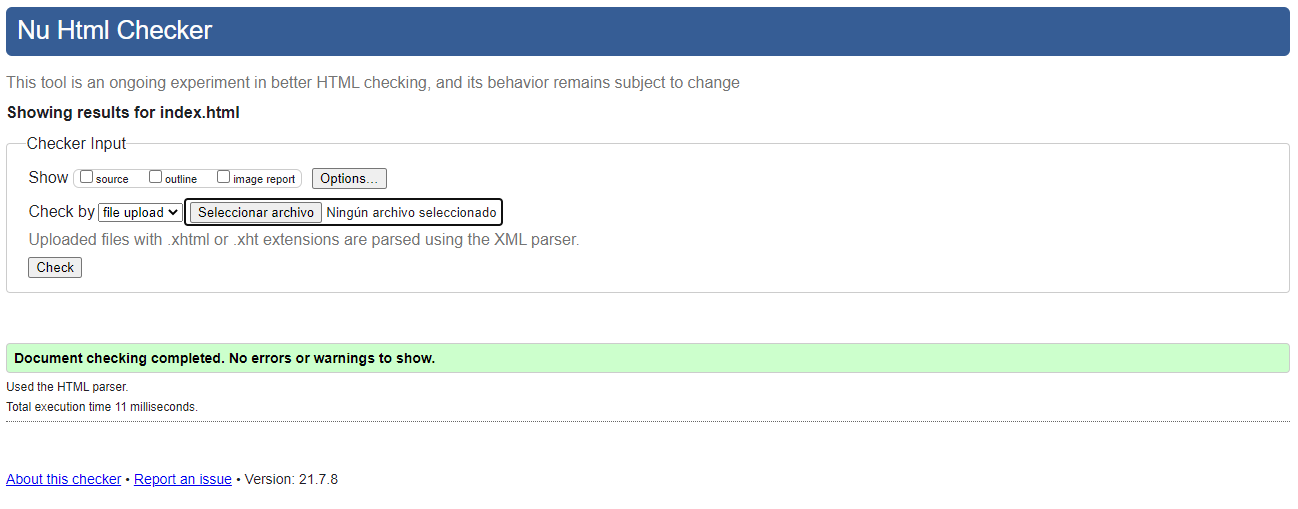 Nu Html Checker
This tool is an ongoing experiment in better HTML checking, and its behavior remains subject to change
Showing results for index.html
Checker Input
Show source outline image report Options...
Check by file upload Seleccionar archivo Ningún archivo seleccionado
Uploaded files with .xhtml or .xht extensions are parsed using the XML parser.
Check
Document checking completed. No errors or warnings to show.
Used the HTML parser.
Total execution time 11 milliseconds.
About this checker • Report an issue • Version: 21.7.8